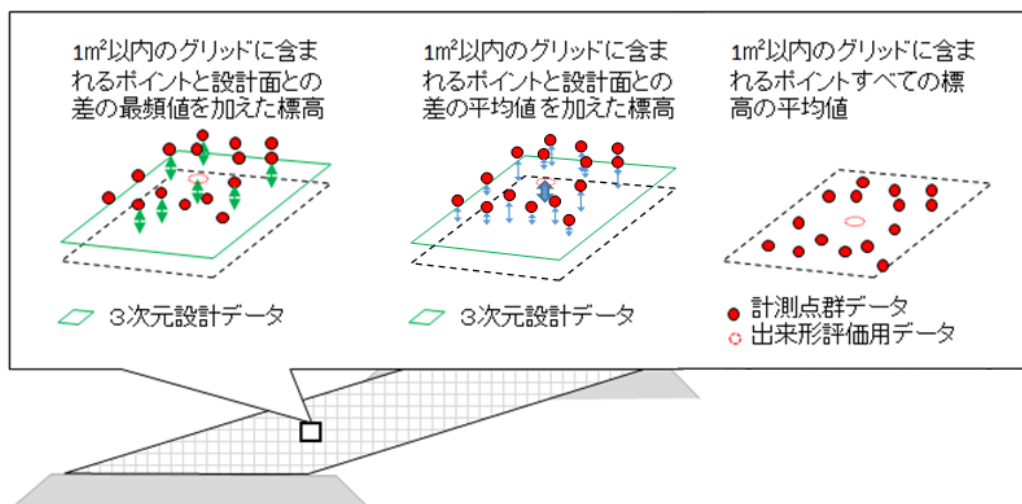 1m²以内のグリッドに含ま
れるポイントと設計面との
差の最頻値を加えた標高
3次元設計データ
1m²以内のグリッドに含ま
れるポイントと設計面との
差の平均値を加えた標高
3次元設計データ
1m²以内のグリッドに含ま
れるポイントすべての標
高の平均値
計測点群データ
出来形評価用データ